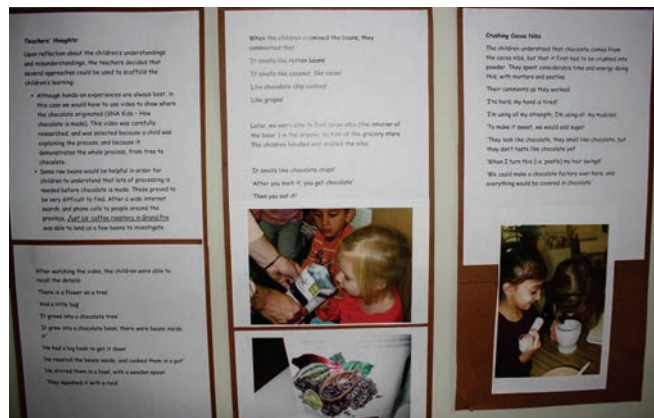 Teachers' thoughts:
Upon reflection about the children's understandings
and misunderstandings, the teachers decided that
several approaches could be used to scaffold the
children's learning:
• Although hands-on experiences are always best, in
this case we would have to use video to show where
the chocolate originated (SNA Kids – How
chocolate is made). This video was carefully
researched, and was selected because a child was
explaining the process, and because it
demonstrates the whole process, from tree to
chocolate.
• Some raw beans would be helpful in order for
children to understand that lots of processing is
needed before chocolate is made. These proved to
be very difficult to find. After a wide internet
search, and phone calls to people around the
province, Just Us! coffee roastery in Grand Pre
was able to lend us a few beans to investigate.
After watching the video, the children were able to
recall the details:
'There is a flower on a tree'
'And a little bug'
'It grows into a chocolate tree'
'It grew into a chocolate bean; there were beans inside
it'
'He had a big hook to get it down'
'He roasted the beans inside, and cooked them in a pot'
'He stirred them in a bowl, with a wooden spoon'
'They squashed it with a rock'
When the children examined the beans, they
commented that:
'It smells like rotten beans'
'It smells like coconut, like cocoa'
'Like chocolate chip cookies'
'Like grapes'
Later, we were able to find cocoa nibs (the interior of
the bean) in the organic section of the grocery store.
The children handled and smelled the nibs:
'It smells like chocolate chips!'
'After you melt it, you get chocolate'
'Then you eat it!'
Crushing Cocoa Nibs
The children understood that chocolate comes from
the cocoa nibs, but that it first had to be crushed into
powder. They spent considerable time and energy doing
this, with mortars and pestles.
Their comments as they worked:
'I'm hard, my hand is tired'
'I'm using all my strength, I'm using all my muscles'
'To make it sweet, we would add sugar'
'They look like chocolate, they smell like chocolate, but
they don't taste like chocolate yet'
'When I turn this (i.e. pestle) my hair swings!'
'We could make a chocolate factory over here, and
everything would be covered in chocolate.'